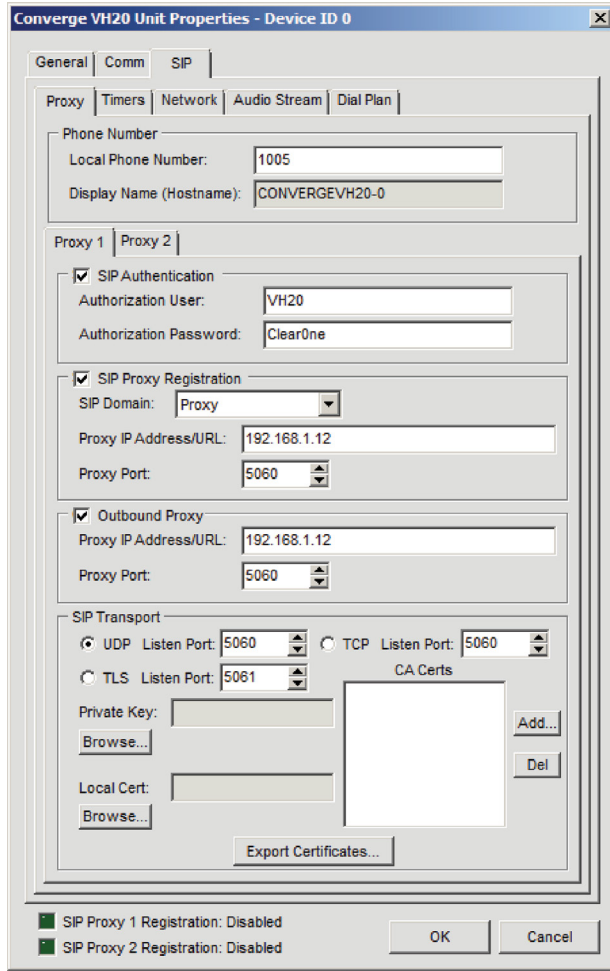 Converge VH20 Unit Properties - Device ID 0
General Comm SIP
Proxy Timers Network Audio Stream Dial Plan
Phone Number
Local Phone Number: 1005
Display Name (Hostname): CONVERGEVH20-0
Proxy 1 Proxy 2
SIP Authentication
Authorization User: VH20
Authorization Password: Clear0ne
SIP Proxy Registration
SIP Domain: Proxy
Proxy IP Address/URL: 192.168.1.12
Proxy Port: 5060
Outbound Proxy
Proxy IP Address/URL: 192.168.1.12
Proxy Port: 5060
SIP Transport
UDP Listen Port: 5060 TCP Listen Port: 5060
TLS Listen Port: 5061 CA Certs
Private Key:
Browse... Add...
Del
Local Cert:
Browse...
Export Certificates...
SIP Proxy 1 Registration: Disabled
SIP Proxy 2 Registration: Disabled
OK Cancel